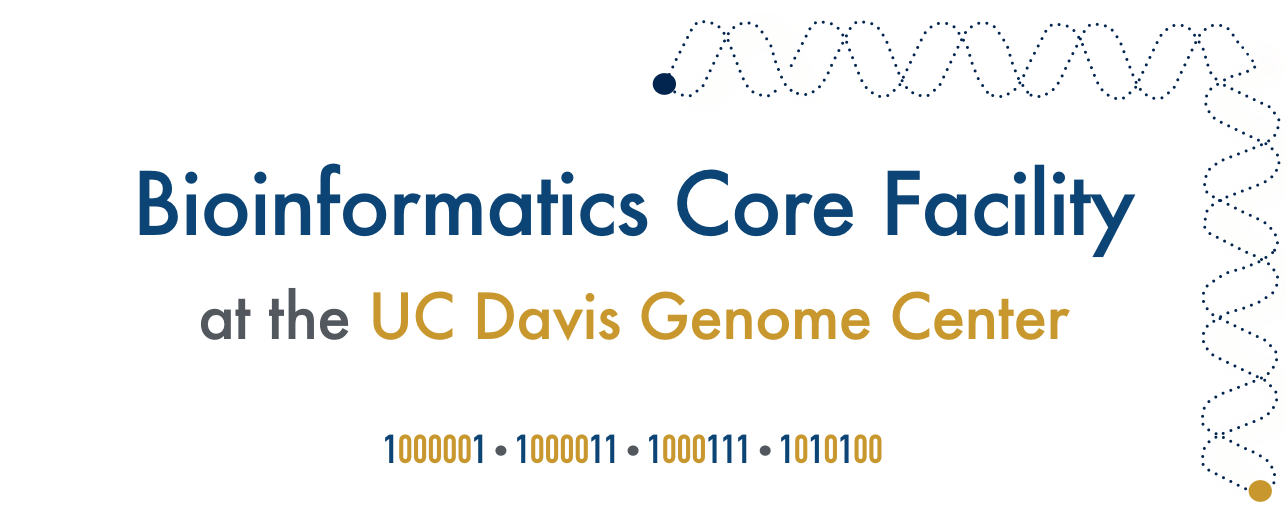 Bioinformatics Core Facility
at the UC Davis Genome Center
1000001 • 1000011 • 1000111 • 1010100